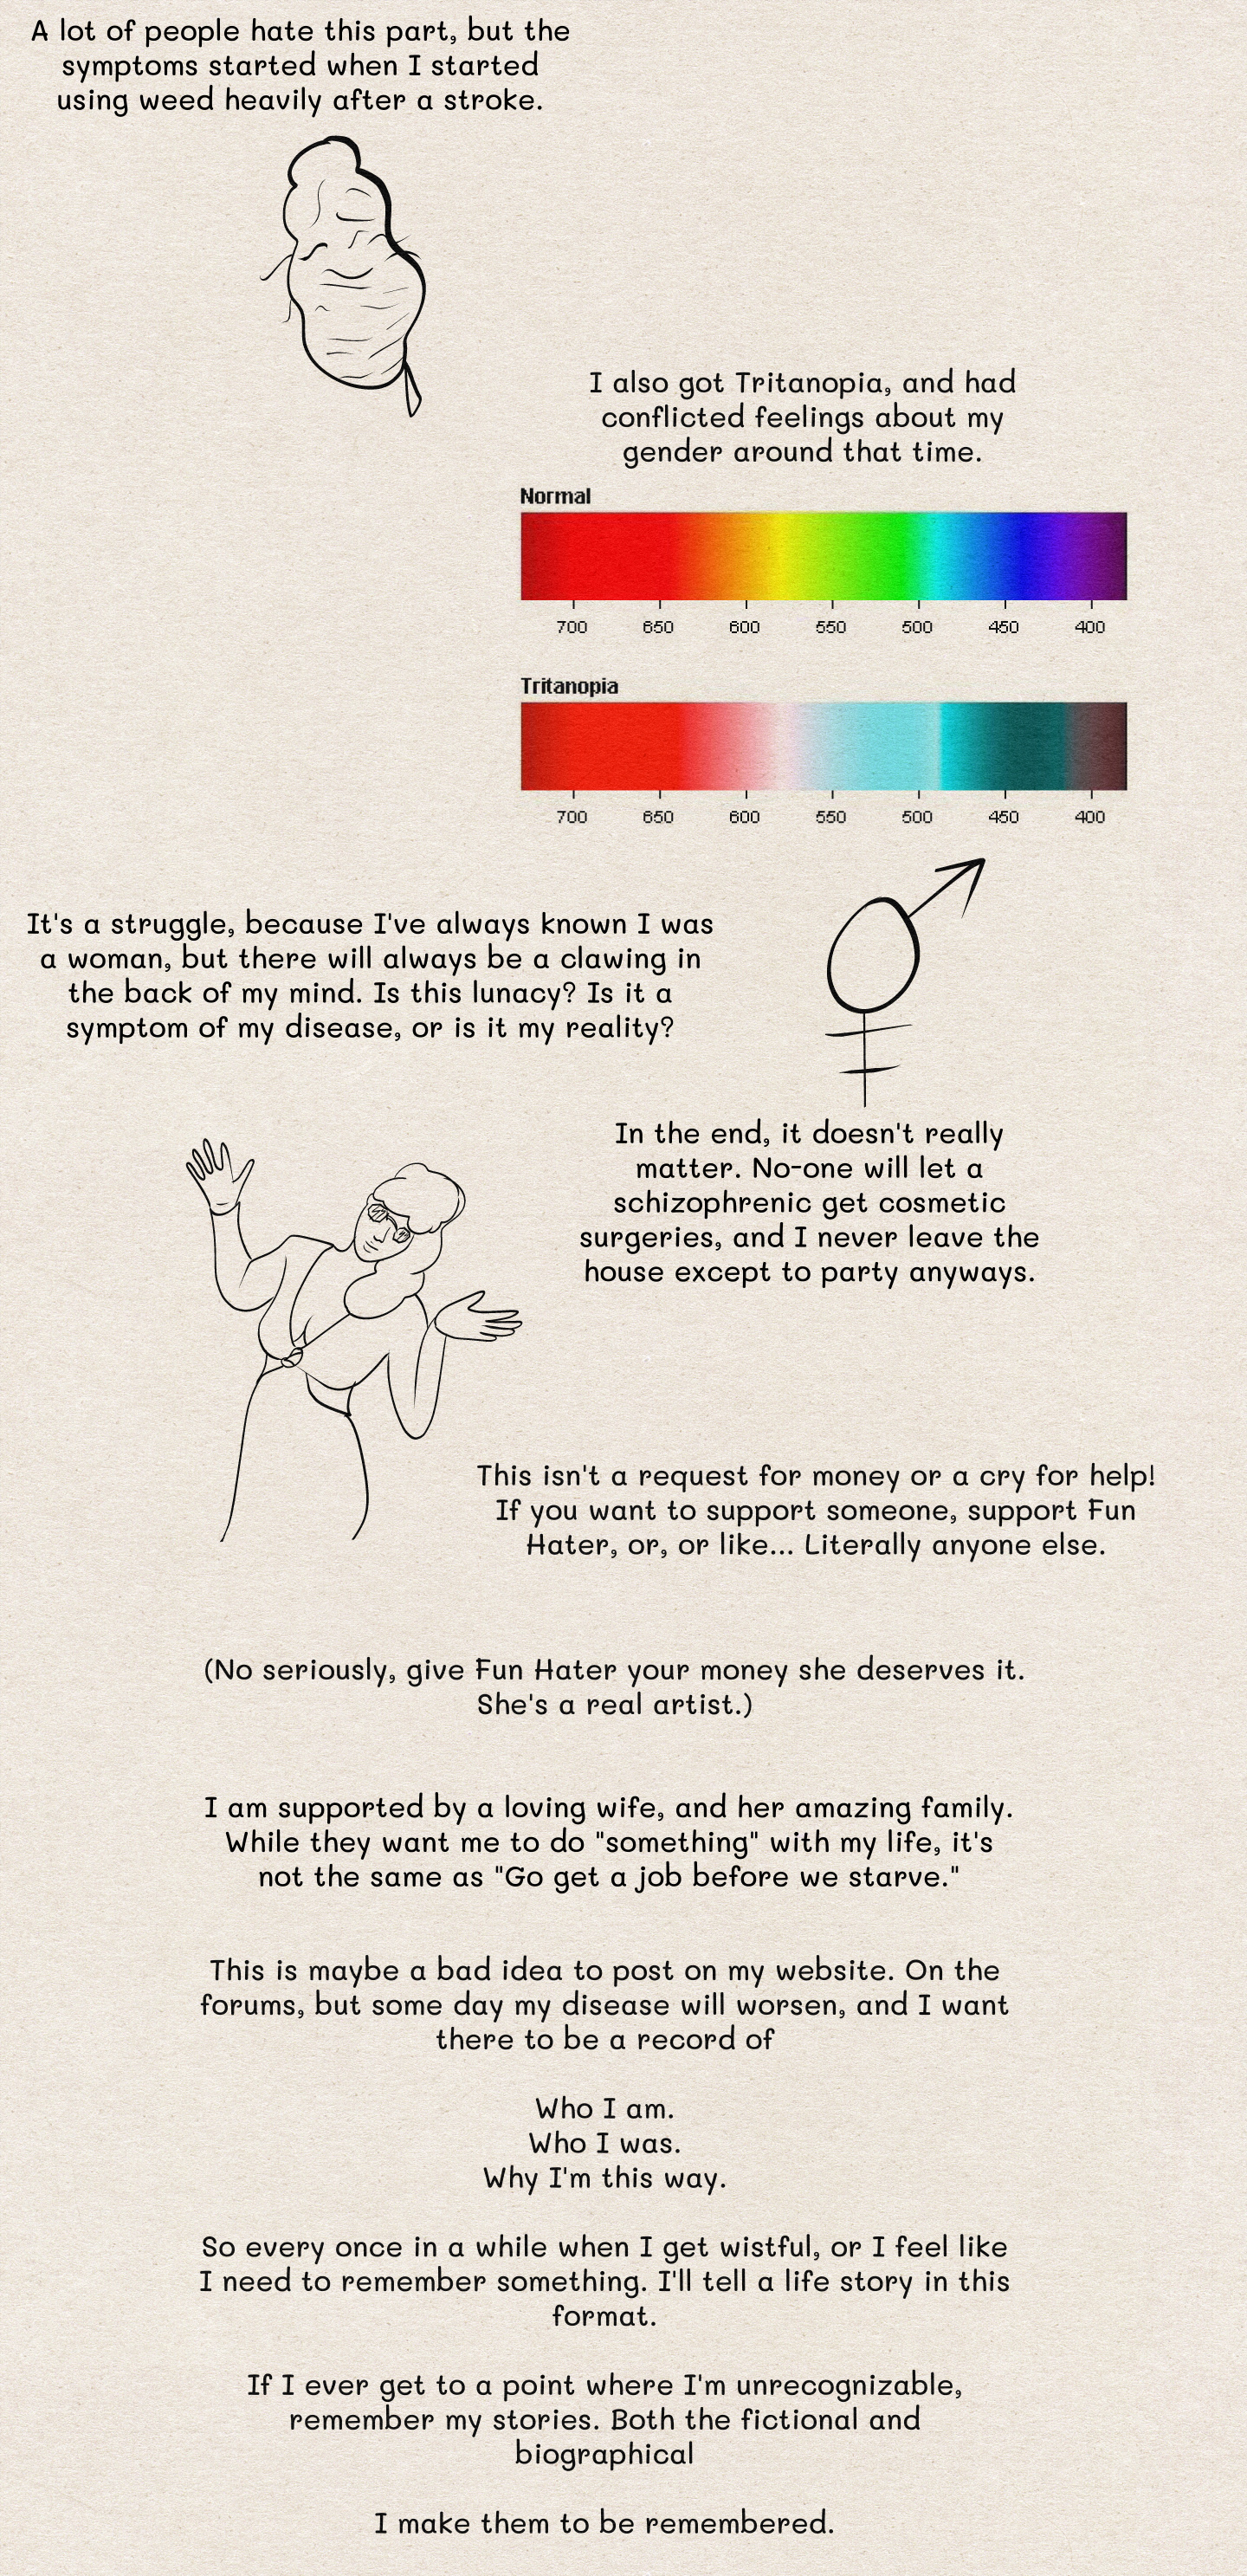 A lot of people hate this part, but the
symptoms started when I started
using weed heavily after a stroke.
I also got Tritanopia, and had
conflicted feelings about my
gender around that time.
Normal
700 650 600 550 500 450 400
Tritanopia
700 650 600 550 500 450 400
It's a struggle, because I've always known I was
a woman, but there will always be a clawing in
the back of my mind. Is this lunacy? Is it a
symptom of my disease, or is it my reality?
In the end, it doesn't really
matter. No-one will let a
schizophrenic get cosmetic
surgeries, and I never leave the
house except to party anyways.
This isn't a request for money or a cry for help!
If you want to support someone, support Fun
Hater, or, or like... Literally anyone else.
(No seriously, give Fun Hater your money she deserves it.
She's a real artist.)
I am supported by a loving wife, and her amazing family.
While they want me to do "something" with my life, it's
not the same as "Go get a job before we starve."
This is maybe a bad idea to post on my website. On the
forums, but some day my disease will worsen, and I want
there to be a record of
Who I am.
Who I was.
Why I'm this way.
So every once in a while when I get wistful, or I feel like
I need to remember something. I'll tell a life story in this
format.
If I ever get to a point where I'm unrecognizable,
remember my stories. Both the fictional and
biographical
I make them to be remembered.